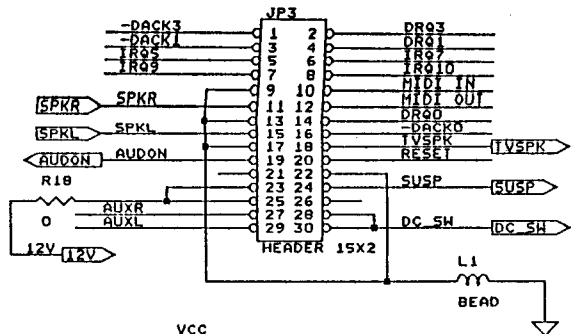 JP3
-DACK3 1 2 DRQ3
-DACK1 3 4 DRQ1
IRQ5 5 6 IRQ7
IRQ9 7 8 IRQ10
9 10 MIDI IN
SPKR SPKR 11 12 MIDI OUT
13 14 DRQ0
SPKL SPKL 15 16 -DACK0
17 18 TVSPK TVSPK
AUDON AUDON 19 20 RESET
21 22
R18 23 24 SUSP SUSP
25 26
0 AUXR 27 28
AUXL 29 30 DC_SW DC_SW
12V 12V
HEADER 15X2
L1
BEAD
VCC